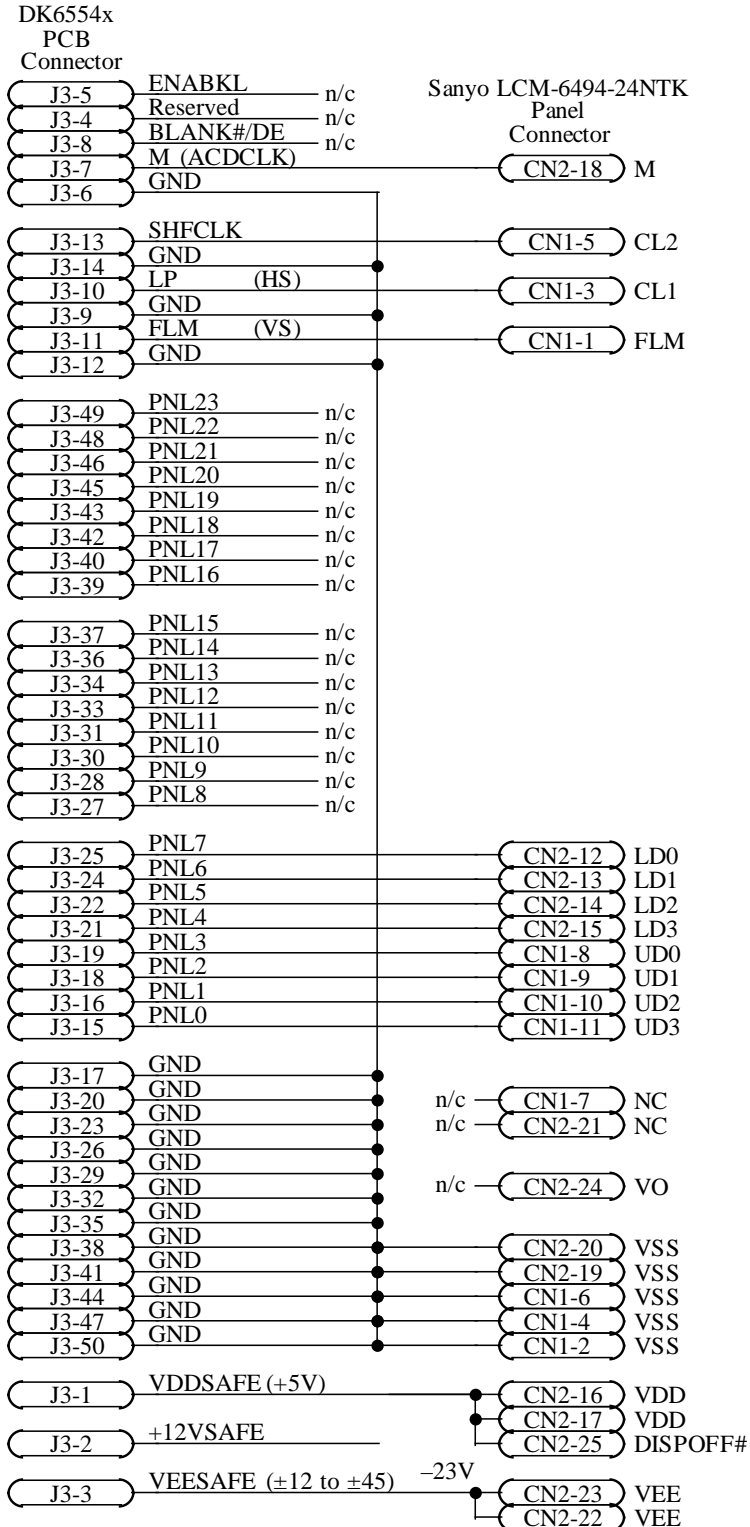 DK6554x
PCB
Connector
Sanyo LCM-6494-24NTK
Panel
Connector
J3-5 ENABKL n/c
J3-4 Reserved n/c
J3-8 BLANK#/DE n/c
J3-7 M (ACDCLK) CN2-18 M
J3-6 GND
J3-13 SHFCLK CN1-5 CL2
J3-14 GND
J3-10 LP (HS) CN1-3 CL1
J3-9 GND
J3-11 FLM (VS) CN1-1 FLM
J3-12 GND
J3-49 PNL23 n/c
J3-48 PNL22 n/c
J3-46 PNL21 n/c
J3-45 PNL20 n/c
J3-43 PNL19 n/c
J3-42 PNL18 n/c
J3-40 PNL17 n/c
J3-39 PNL16 n/c
J3-37 PNL15 n/c
J3-36 PNL14 n/c
J3-34 PNL13 n/c
J3-33 PNL12 n/c
J3-31 PNL11 n/c
J3-30 PNL10 n/c
J3-28 PNL9 n/c
J3-27 PNL8 n/c
J3-25 PNL7 CN2-12 LD0
J3-24 PNL6 CN2-13 LD1
J3-22 PNL5 CN2-14 LD2
J3-21 PNL4 CN2-15 LD3
J3-19 PNL3 CN1-8 UD0
J3-18 PNL2 CN1-9 UD1
J3-16 PNL1 CN1-10 UD2
J3-15 PNL0 CN1-11 UD3
J3-17 GND
J3-20 GND n/c CN1-7 NC
J3-23 GND n/c CN2-21 NC
J3-26 GND
J3-29 GND
J3-32 GND n/c CN2-24 VO
J3-35 GND
J3-38 GND CN2-20 VSS
J3-41 GND CN2-19 VSS
J3-44 GND CN1-6 VSS
J3-47 GND CN1-4 VSS
J3-50 GND CN1-2 VSS
J3-1 VDDSAFE (+5V) CN2-16 VDD
CN2-17 VDD
J3-2 +12VSAFE CN2-25 DISPOFF#
J3-3 VEESAFE (±12 to ±45) –23V CN2-23 VEE
CN2-22 VEE